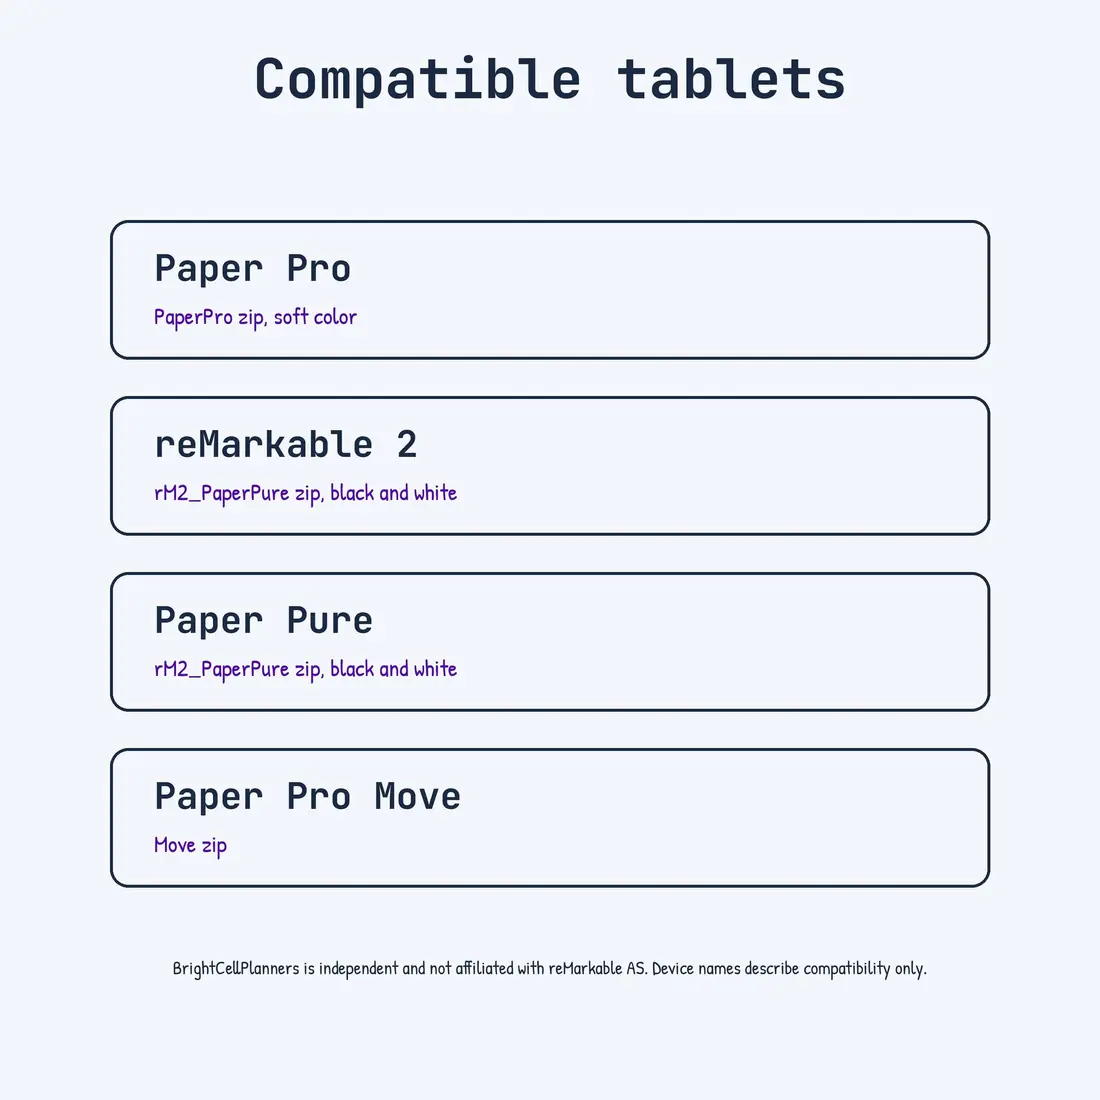 Compatible tablets
Paper Pro
PaperPro zip, soft color
reMarkable 2
rM2_PaperPure zip, black and white
Paper Pure
rM2_PaperPure zip, black and white
Paper Pro Move
Move zip
BrightCellPlanners is independent and not affiliated with reMarkable AS. Device names describe compatibility only.